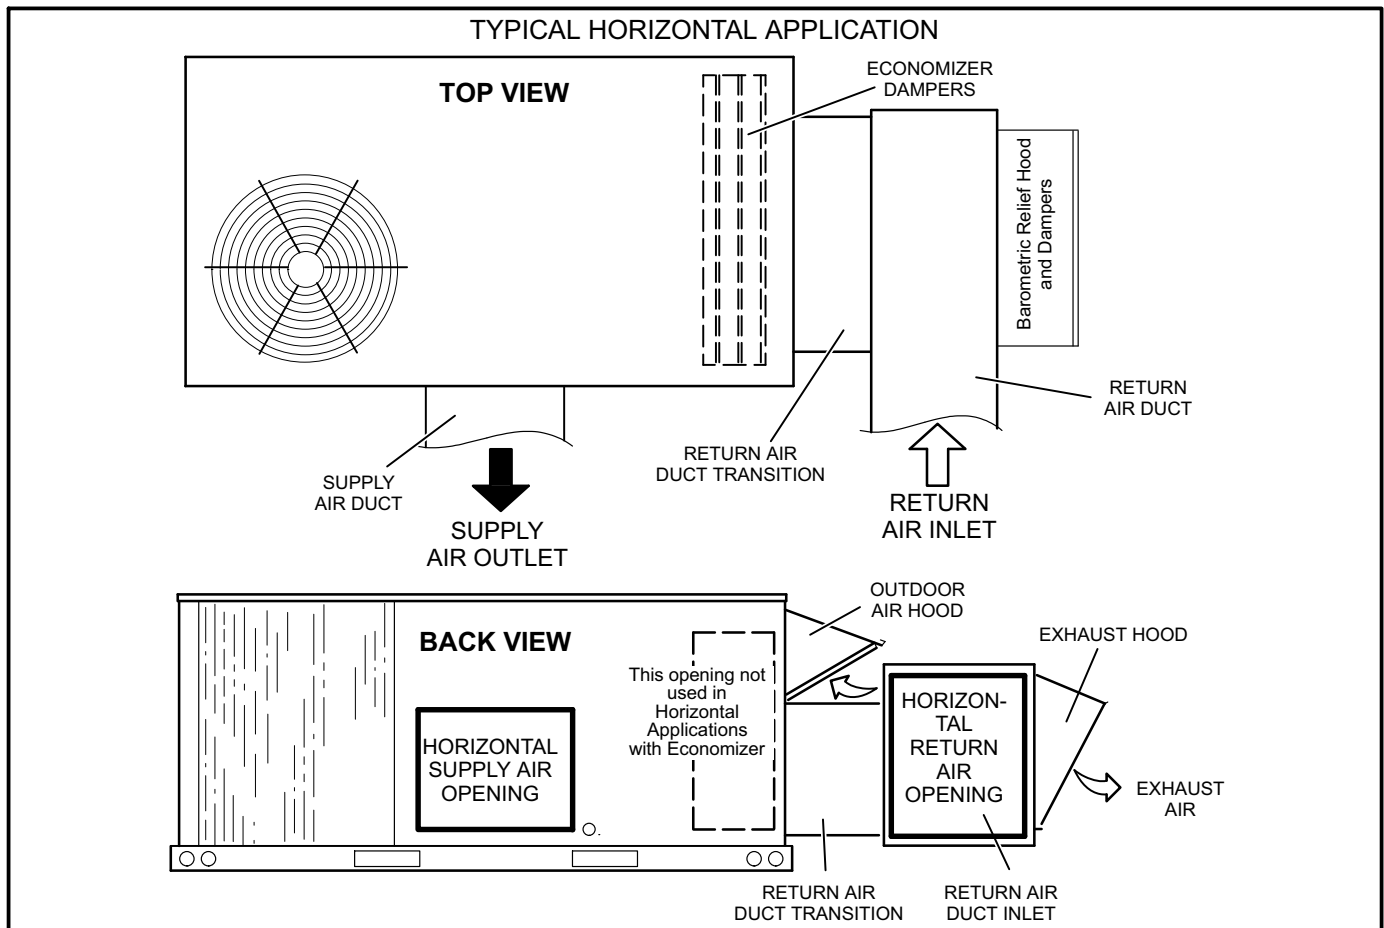 TYPICAL HORIZONTAL APPLICATION
TOP VIEW
ECONOMIZER
DAMPERS
Barometric Relief Hood
and Dampers
RETURN
AIR DUCT
RETURN AIR
DUCT TRANSITION
SUPPLY
AIR DUCT
SUPPLY
AIR OUTLET
RETURN
AIR INLET
BACK VIEW
OUTDOOR
AIR HOOD
EXHAUST HOOD
This opening not
used in
Horizontal
Applications
with Economizer
HORIZONTAL
SUPPLY AIR
OPENING
HORIZON-
TAL
RETURN
AIR
OPENING
EXHAUST
AIR
RETURN AIR
DUCT TRANSITION
RETURN AIR
DUCT INLET